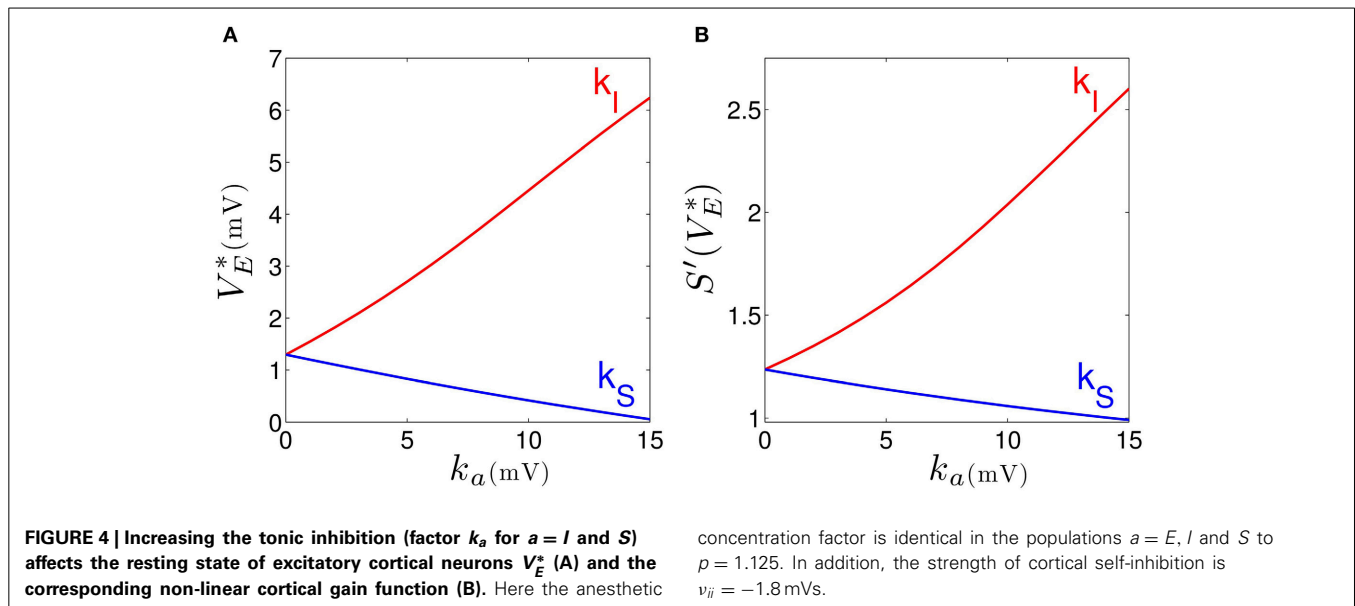 A
7
6
5
4
3
2
1
0
V*E (mV)
kI
kS
0 5 10 15
ka (mV)
B
2.5
2
1.5
1
S′(V*E)
kI
kS
0 5 10 15
ka (mV)
FIGURE 4 | Increasing the tonic inhibition (factor ka for a = I and S)
affects the resting state of excitatory cortical neurons V*E (A) and the
corresponding non-linear cortical gain function (B). Here the anesthetic
concentration factor is identical in the populations a = E, I and S to
p = 1.125. In addition, the strength of cortical self-inhibition is
νii = −1.8 mVs.